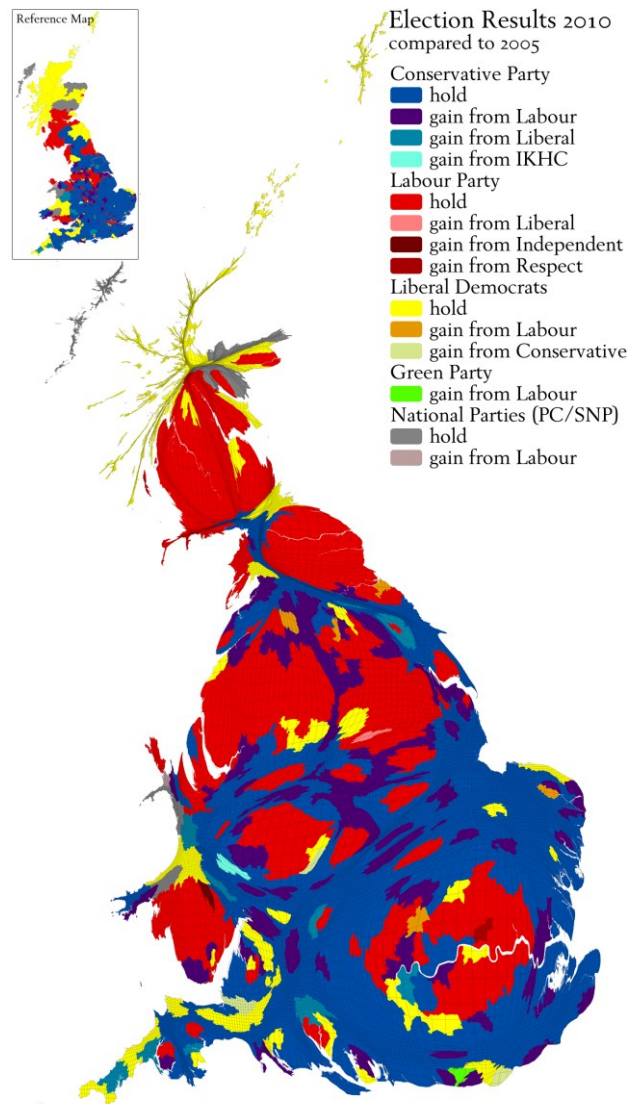 Reference Map
Election Results 2010
compared to 2005
Conservative Party
hold
gain from Labour
gain from Liberal
gain from IKHC
Labour Party
hold
gain from Liberal
gain from Independent
gain from Respect
Liberal Democrats
hold
gain from Labour
gain from Conservative
Green Party
gain from Labour
National Parties (PC/SNP)
hold
gain from Labour